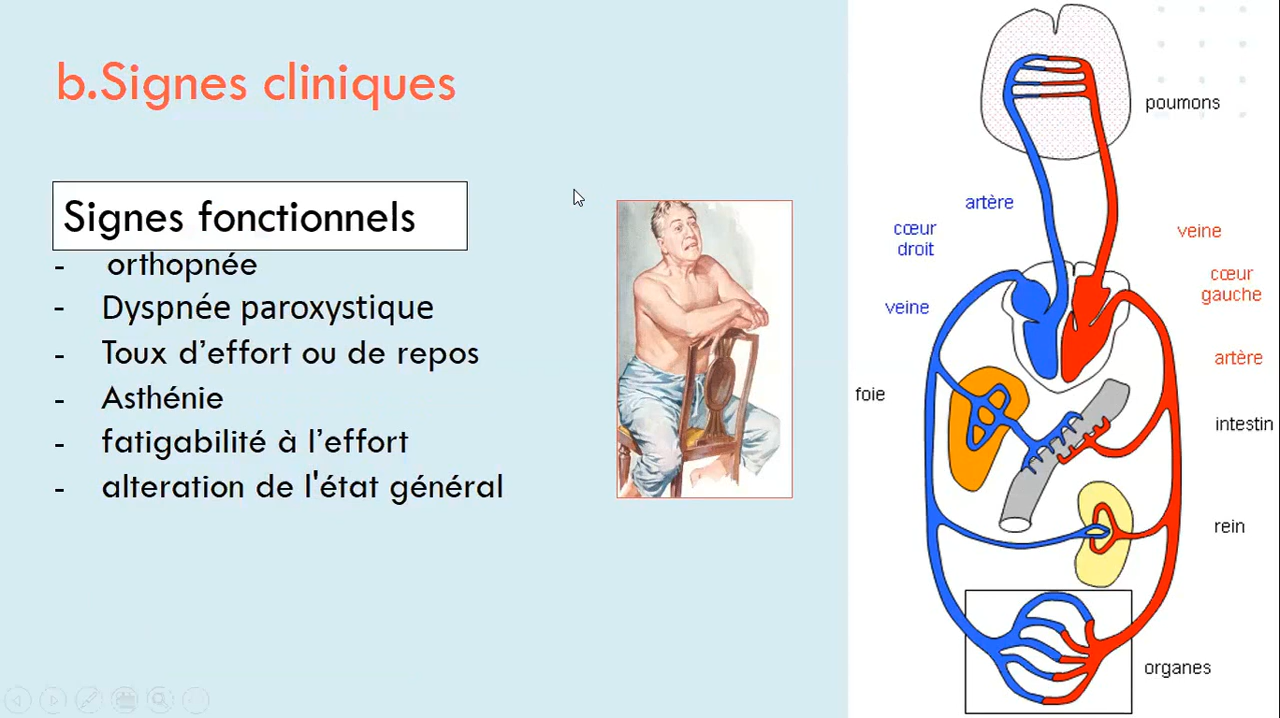 b.Signes cliniques
Signes fonctionnels
- orthopnée
- Dyspnée paroxystique
- Toux d’effort ou de repos
- Asthénie
- fatigabilité à l’effort
- alteration de l'état général
poumons
artère
cœur
droit
veine
veine
cœur
gauche
artère
foie
intestin
rein
organes